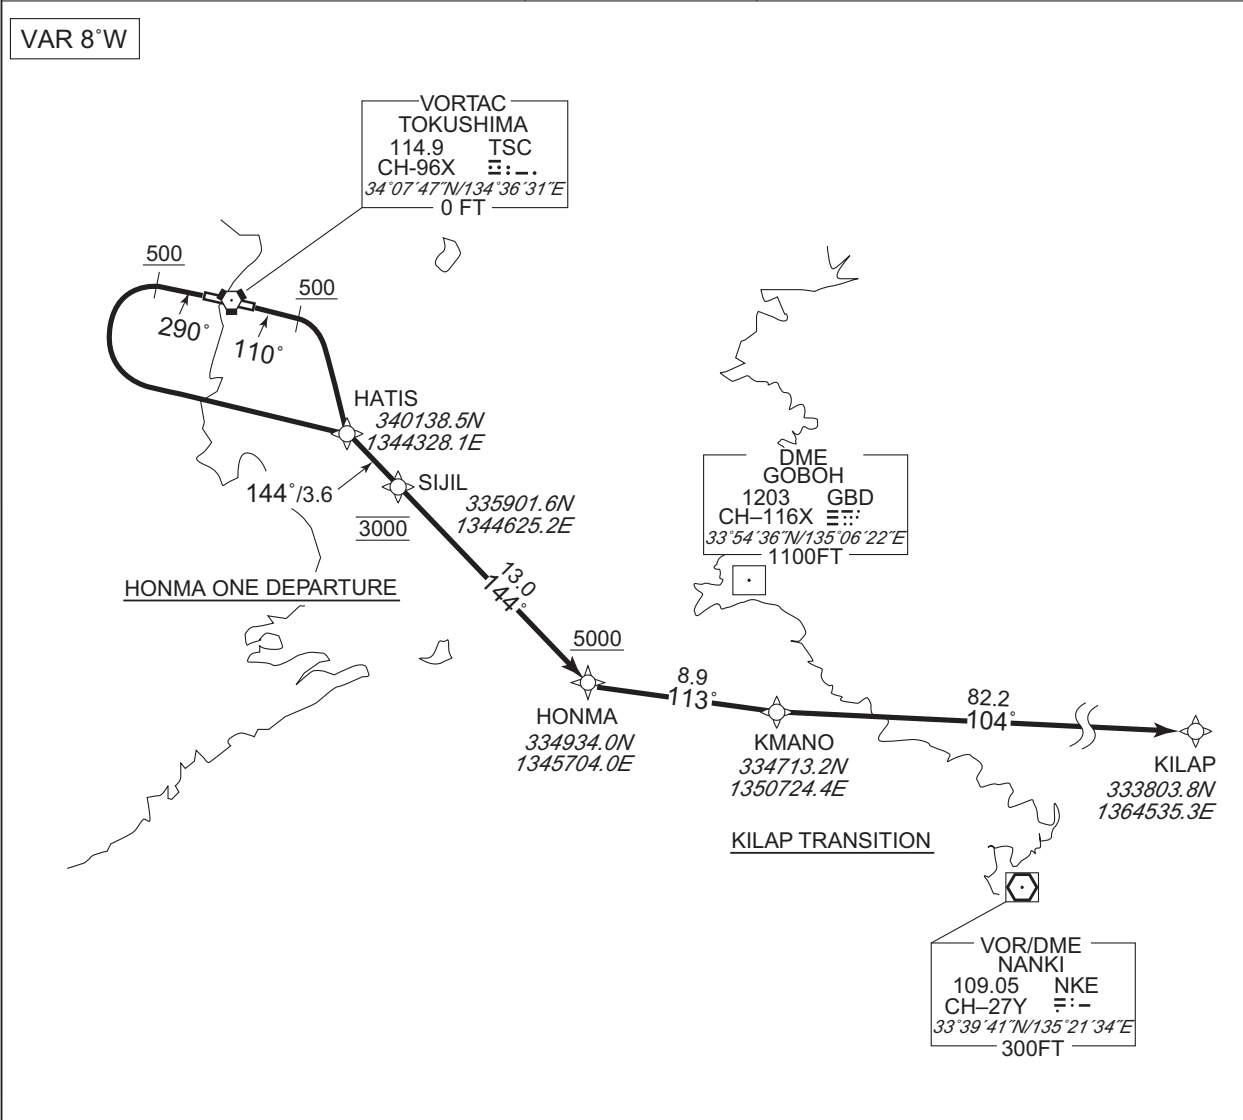 VAR 8˚W
VORTAC
TOKUSHIMA
114.9 TSC
CH-96X
34˚07´47˝N/134˚36´31˝E
0 FT
500
500
290˚
110˚
HATIS
340138.5N
1344328.1E
144˚/3.6
SIJIL
335901.6N
1344625.2E
3000
DME
GOBOH
1203 GBD
CH–116X
33˚54´36˝N/135˚06´22˝E
1100FT
HONMA ONE DEPARTURE
13.0
144˚
5000
HONMA
334934.0N
1345704.0E
8.9
113˚
KMANO
334713.2N
1350724.4E
82.2
104˚
KILAP
333803.8N
1364535.3E
KILAP TRANSITION
VOR/DME
NANKI
109.05 NKE
CH–27Y
33˚39´41˝N/135˚21´34˝E
300FT